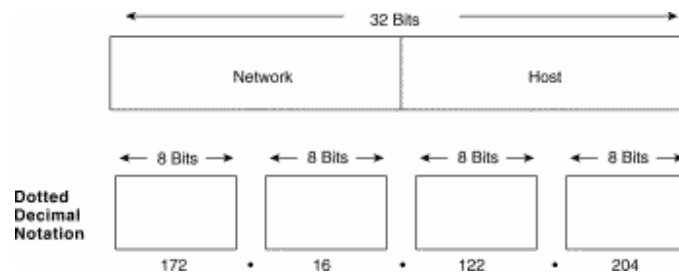 32 Bits
Network Host
8 Bits 8 Bits 8 Bits 8 Bits
Dotted
Decimal
Notation
172 • 16 • 122 • 204